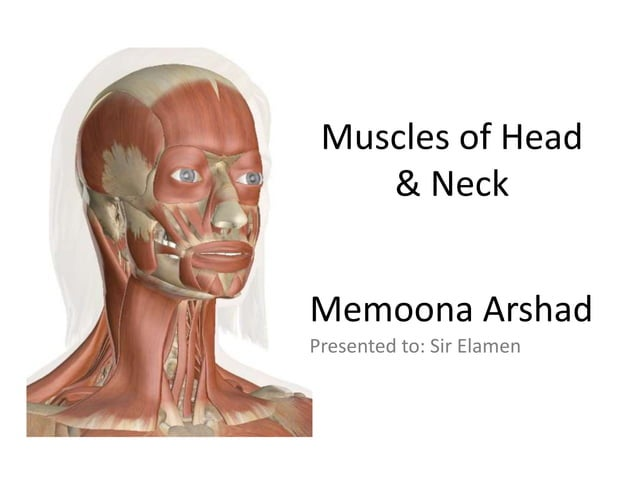 Muscles of Head
& Neck
Memoona Arshad
Presented to: Sir Elamen